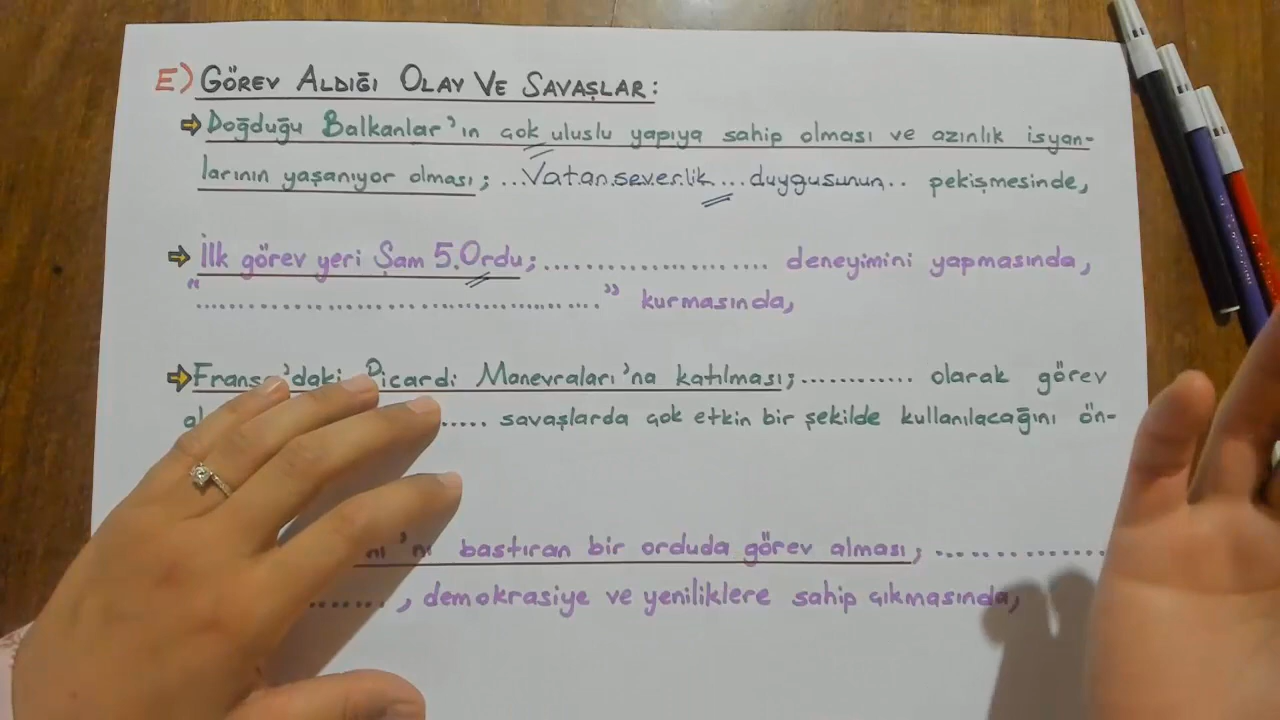 E) GÖREV ALDIĞI OLAY VE SAVAŞLAR:
Doğduğu Balkanlar'ın çok uluslu yapıya sahip olması ve azınlık isyan-
larının yaşanıyor olması; ...Vatanseverlik... duygusunun.. pekişmesinde,
İlk görev yeri Şam 5.Ordu;..................... deneyimini yapmasında,
"......................................." kurmasında,
Fransa'daki Picardi Manevraları'na katılması;............ olarak görev
..... savaşlarda çok etkin bir şekilde kullanılacağını ön-
bastıran bir orduda görev alması; ..............
......., demokrasiye ve yeniliklere sahip çıkmasında,